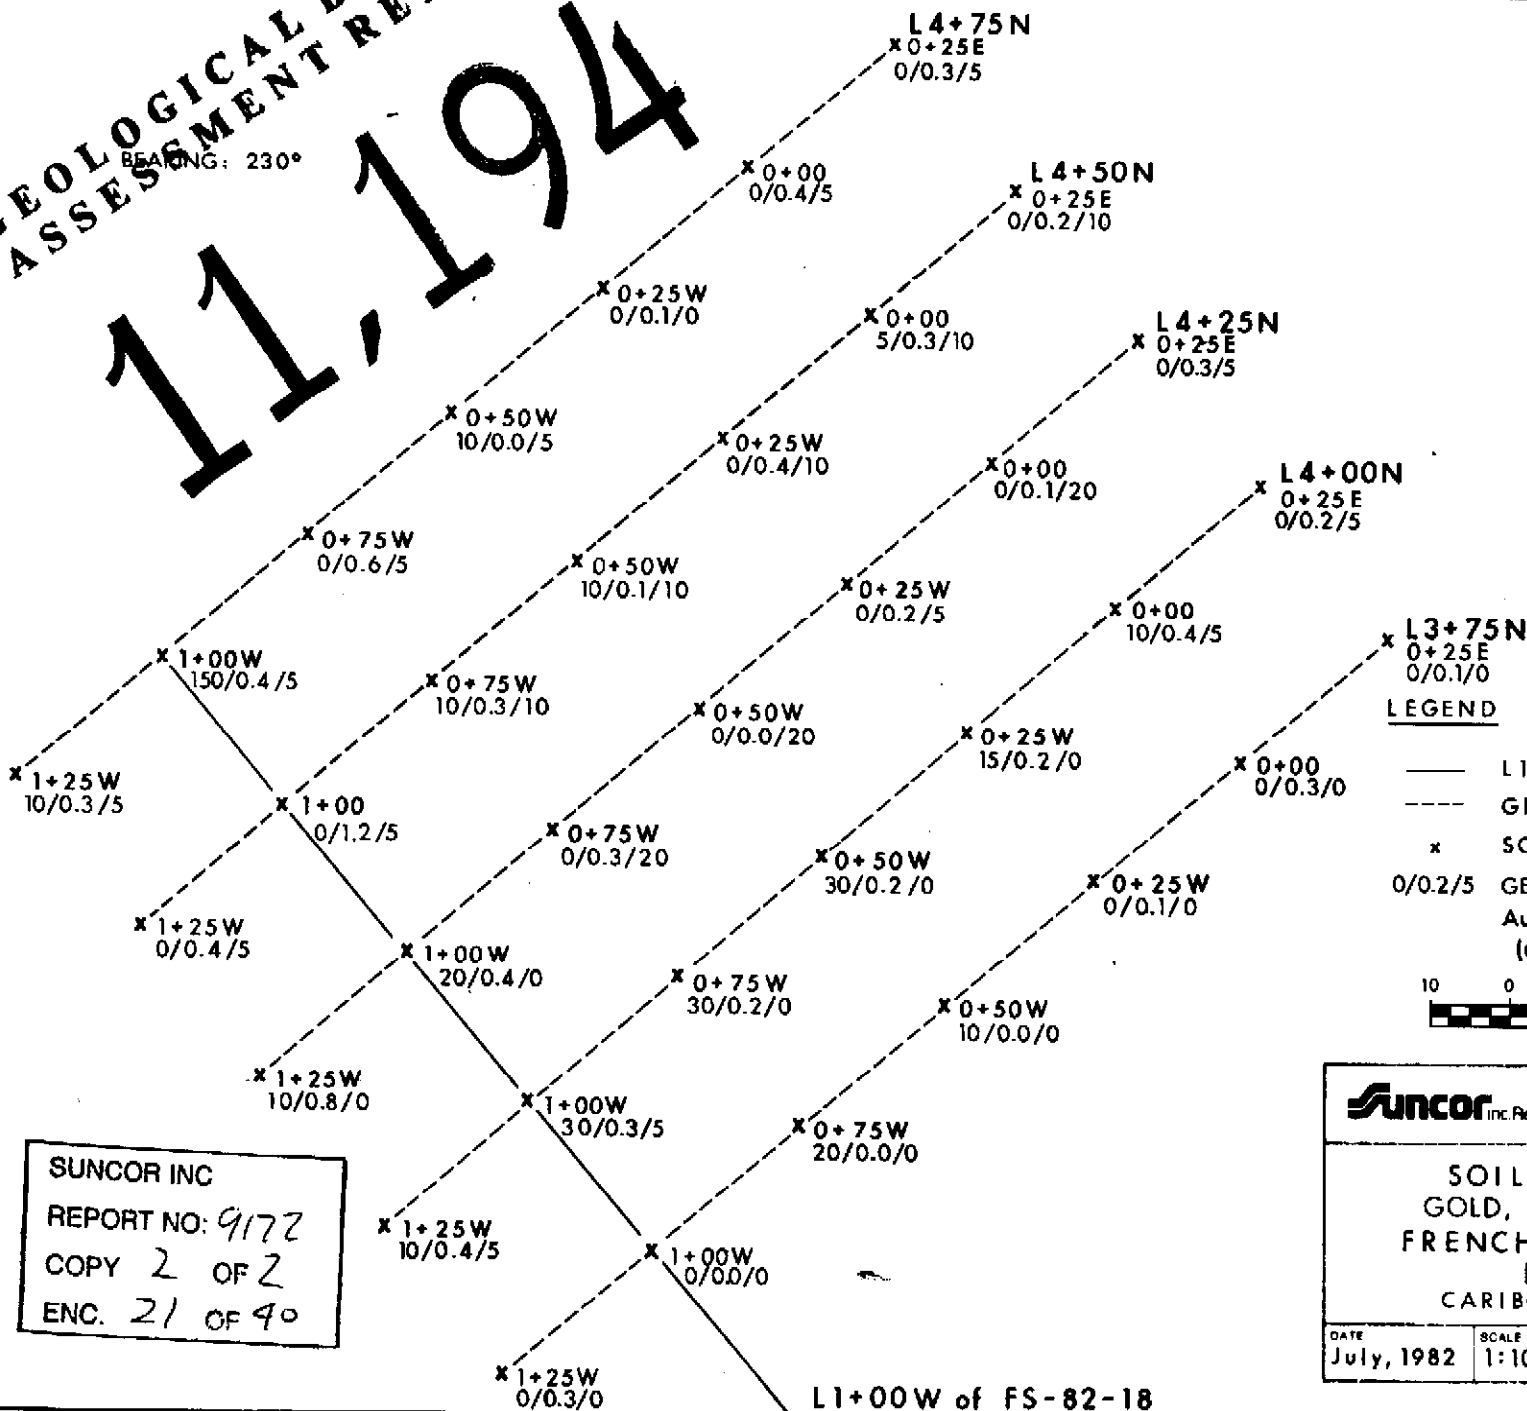 GEOLOGICAL
ASSESSMENT
11,194
BEARING: 230°
L4+75N
0+25E
0/0.3/5
0+00
0/0.4/5
0+25W
0/0.1/0
0+50W
10/0.0/5
0+75W
0/0.6/5
1+00W
150/0.4/5
1+25W
10/0.3/5
L4+50N
0+25E
0/0.2/10
0+00
5/0.3/10
0+25W
0/0.4/10
0+50W
10/0.1/10
0+75W
10/0.3/10
1+00
0/1.2/5
1+25W
0/0.4/5
L4+25N
0+25E
0/0.3/5
0+00
0/0.1/20
0+25W
0/0.2/5
0+50W
0/0.0/20
0+75W
0/0.3/20
1+00W
20/0.4/0
1+25W
10/0.8/0
L4+00N
0+25E
0/0.2/5
0+00
10/0.4/5
0+25W
15/0.2/0
0+50W
30/0.2/0
0+75W
30/0.2/0
1+00W
30/0.3/5
1+25W
10/0.4/5
L3+75N
0+25E
0/0.1/0
0+00
0/0.3/0
0+25W
0/0.1/0
0+50W
10/0.0/0
0+75W
20/0.0/0
1+00W
0/0.0/0
1+25W
0/0.3/0
L1+00W of FS-82-18
LEGEND
0/0.2/5
Au
10 0
Suncor Inc.
SOIL
GOLD,
FRENCH
DATE
July, 1982
SCALE
1:10
SUNCOR INC
REPORT NO: 9172
COPY 2 OF 2
ENC. 21 OF 40